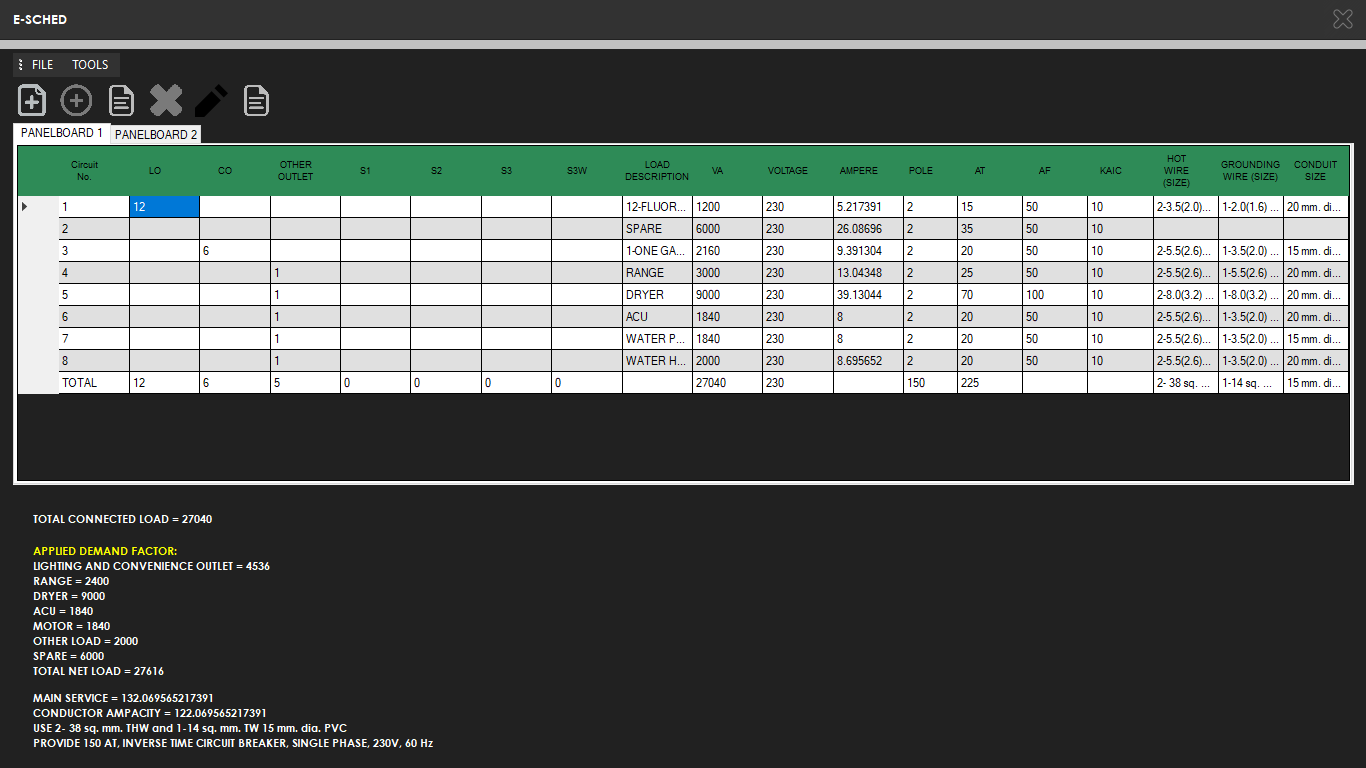 E-SCHED
FILE TOOLS
PANELBOARD 1 PANELBOARD 2
Circuit No. LO CO OTHER OUTLET S1 S2 S3 S3W LOAD DESCRIPTION VA VOLTAGE AMPERE POLE AT AF KAIC HOT WIRE (SIZE) GROUNDING WIRE (SIZE) CONDUIT SIZE
1 12 12-FLUOR... 1200 230 5.217391 2 15 50 10 2-3.5(2.0)... 1-2.0(1.6) ... 20 mm. di...
2 SPARE 6000 230 26.08696 2 35 50 10
3 6 1-ONE GA... 2160 230 9.391304 2 20 50 10 2-5.5(2.6)... 1-3.5(2.0) ... 15 mm. di...
4 1 RANGE 3000 230 13.04348 2 25 50 10 2-5.5(2.6)... 1-5.5(2.6) ... 20 mm. di...
5 1 DRYER 9000 230 39.13044 2 70 100 10 2-8.0(3.2) ... 1-8.0(3.2) ... 20 mm. di...
6 1 ACU 1840 230 8 2 20 50 10 2-5.5(2.6)... 1-3.5(2.0) ... 20 mm. di...
7 1 WATER P... 1840 230 8 2 20 50 10 2-5.5(2.6)... 1-3.5(2.0) ... 15 mm. di...
8 1 WATER H... 2000 230 8.695652 2 20 50 10 2-5.5(2.6)... 1-3.5(2.0) ... 20 mm. di...
TOTAL 12 6 5 0 0 0 0 27040 230 150 225 2- 38 sq. ... 1-14 sq. ... 15 mm. di...
TOTAL CONNECTED LOAD = 27040
APPLIED DEMAND FACTOR:
LIGHTING AND CONVENIENCE OUTLET = 4536
RANGE = 2400
DRYER = 9000
ACU = 1840
MOTOR = 1840
OTHER LOAD = 2000
SPARE = 6000
TOTAL NET LOAD = 27616
MAIN SERVICE = 132.069565217391
CONDUCTOR AMPACITY = 122.069565217391
USE 2- 38 sq. mm. THW and 1-14 sq. mm. TW 15 mm. dia. PVC
PROVIDE 150 AT, INVERSE TIME CIRCUIT BREAKER, SINGLE PHASE, 230V, 60 Hz